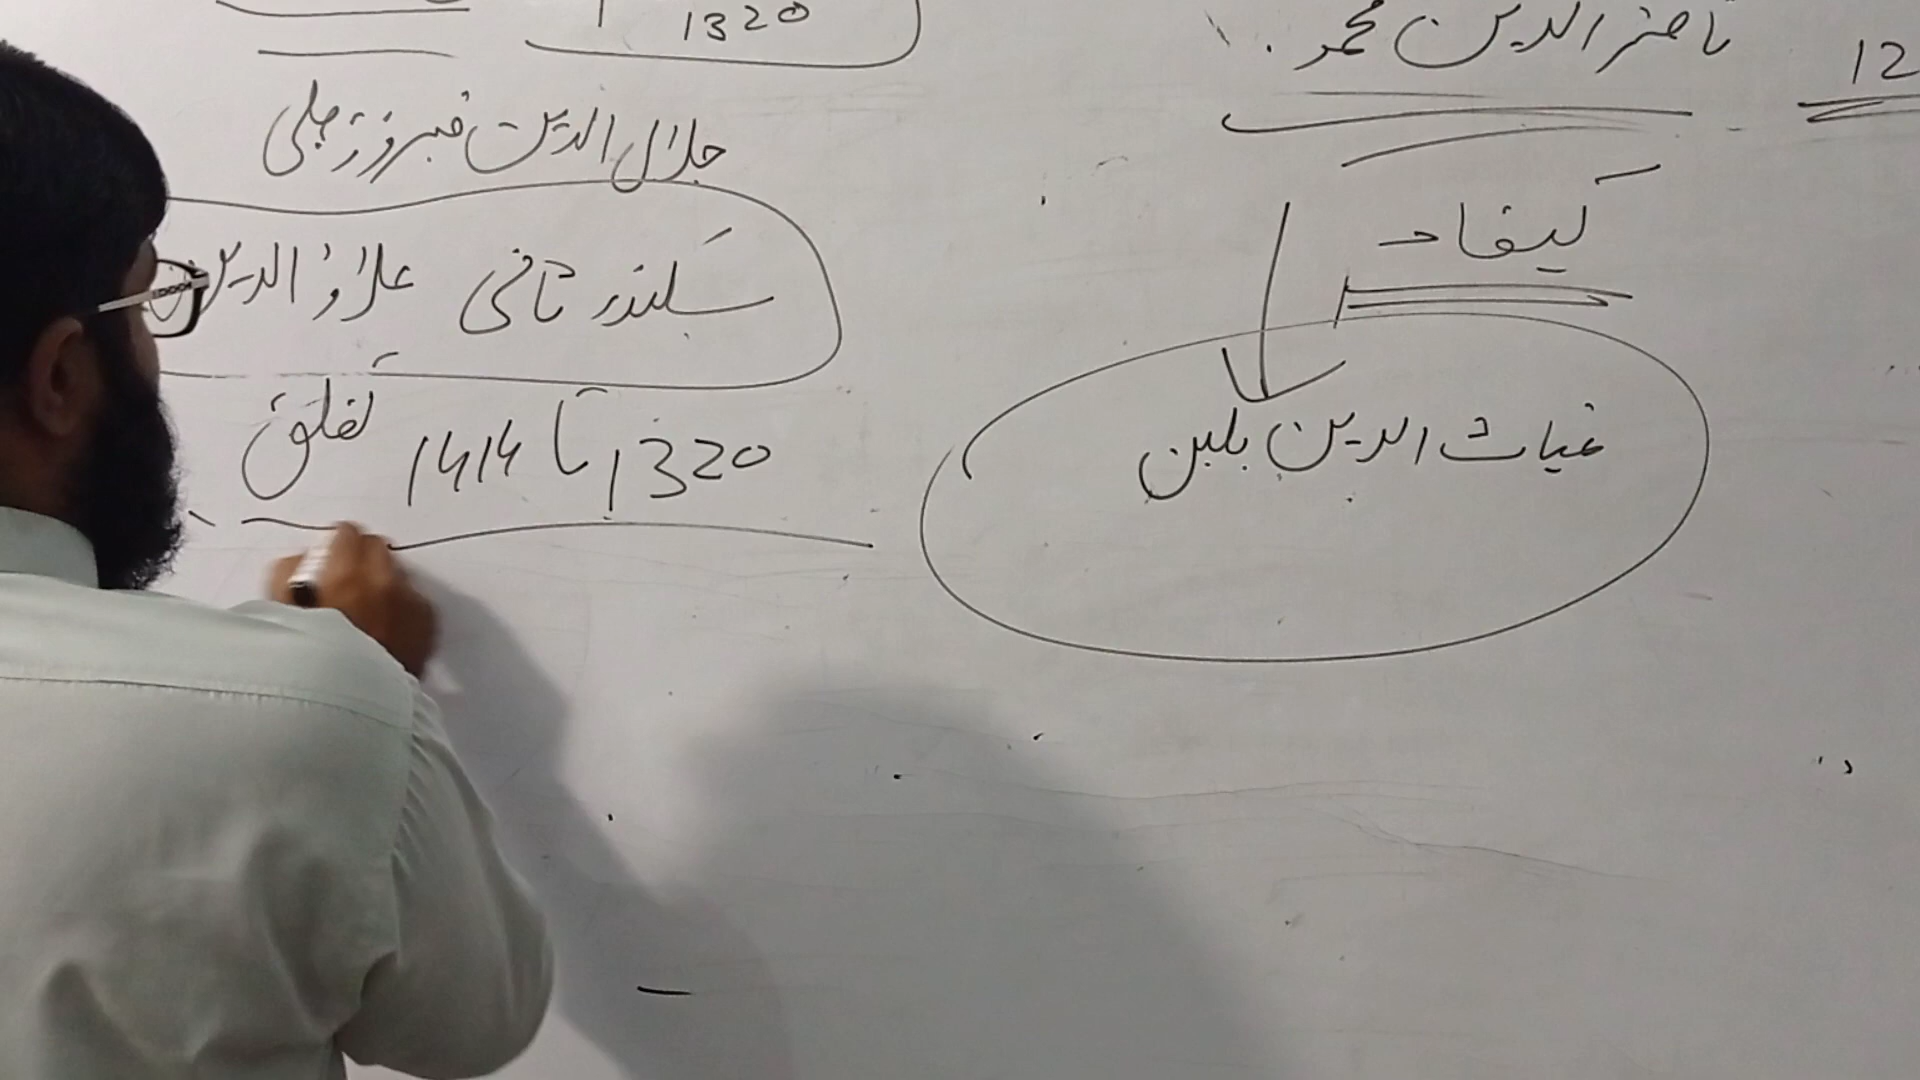 ناصر الدین محمد
12
کیقباد
غیاث الدین بلبن
1320
جلال الدین فیروز خلجی
سکندر ثانی علاؤ الدین
1320 تا 1414 تغلق